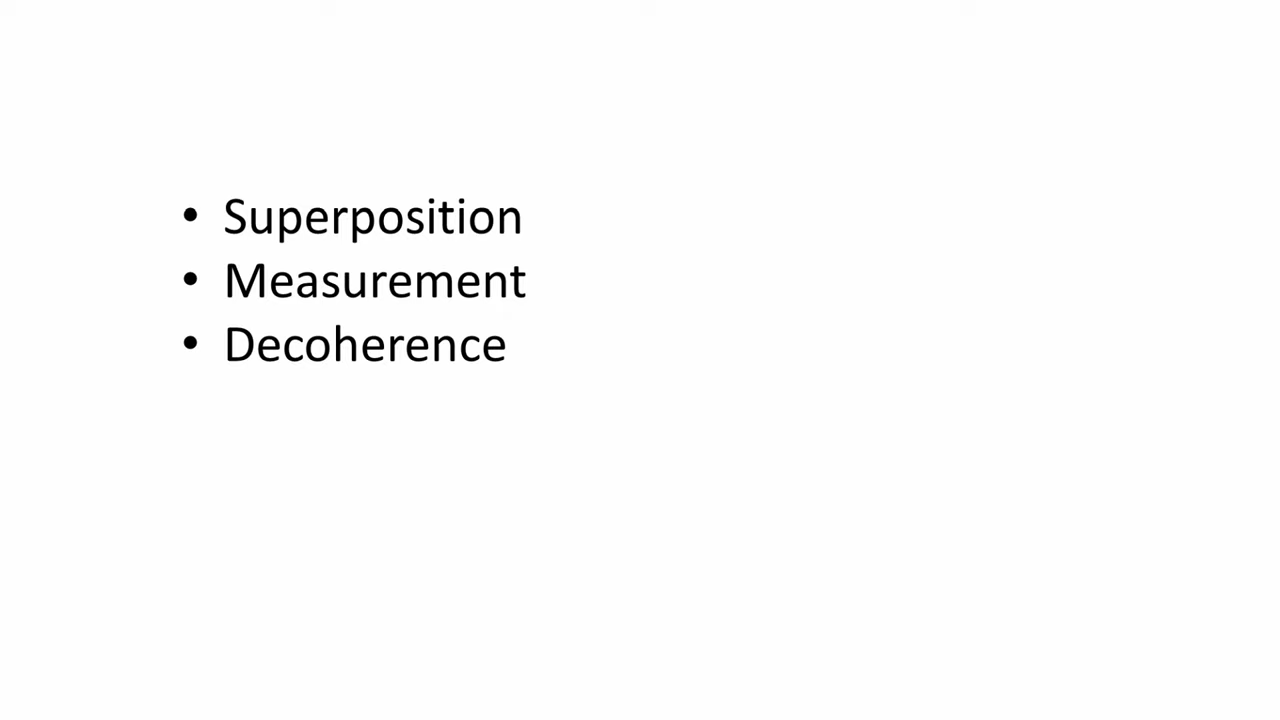 • Superposition
• Measurement
• Decoherence